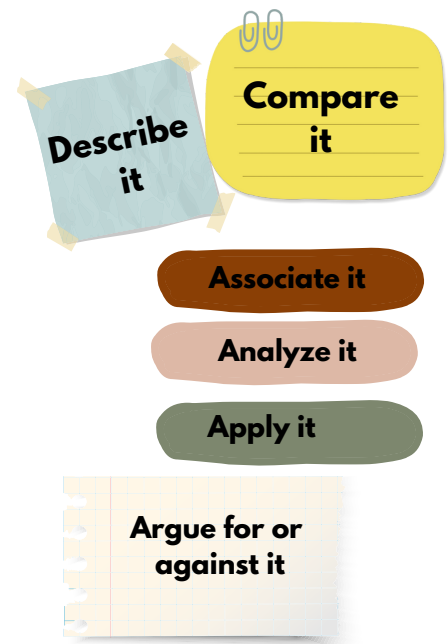 Describe
it
Compare
it
Associate it
Analyze it
Apply it
Argue for or
against it